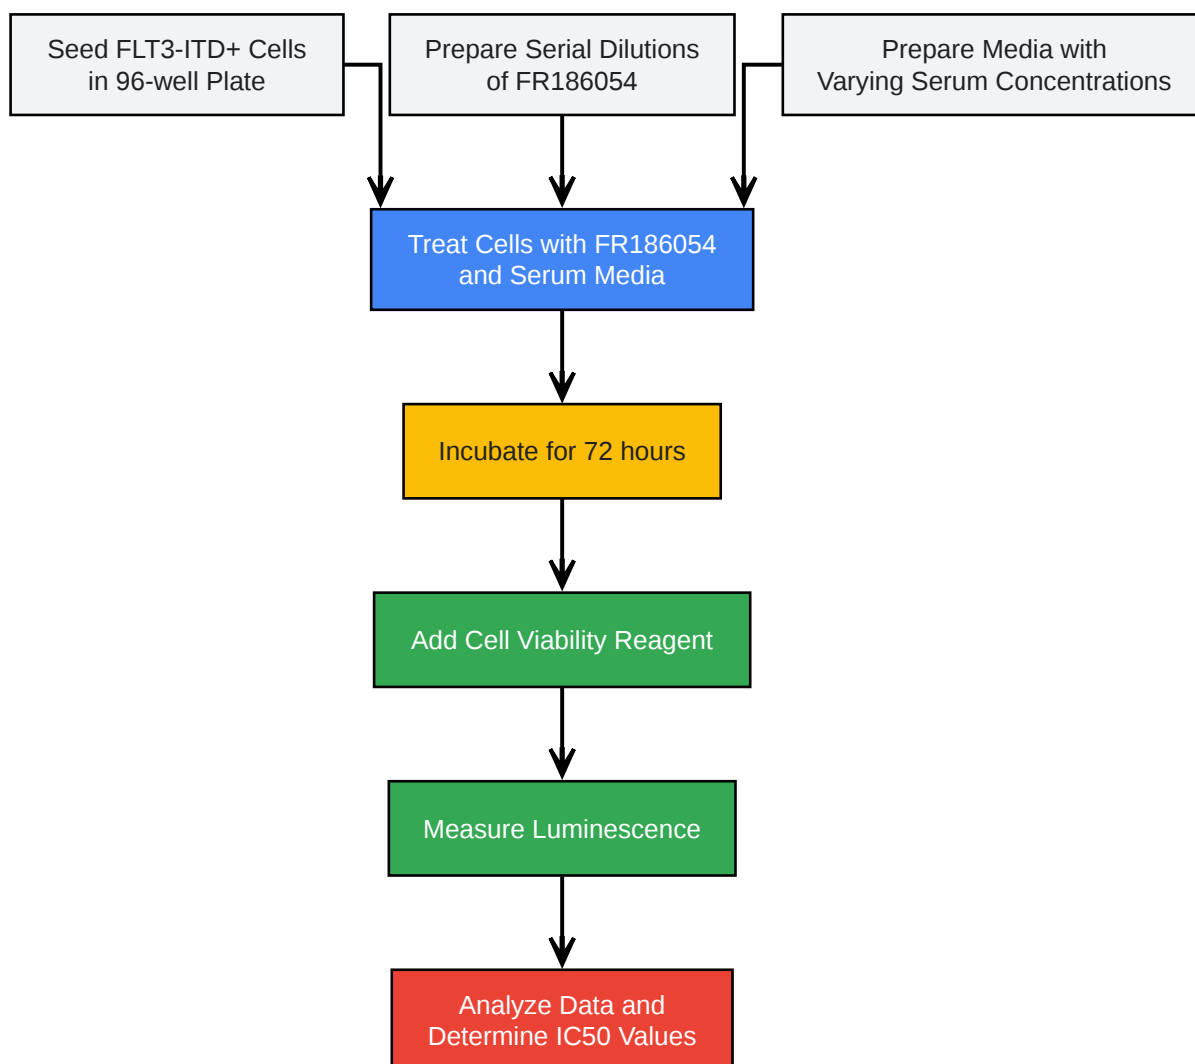 Seed FLT3-ITD+ Cells
in 96-well Plate
Prepare Serial Dilutions
of FR186054
Prepare Media with
Varying Serum Concentrations
Treat Cells with FR186054
and Serum Media
Incubate for 72 hours
Add Cell Viability Reagent
Measure Luminescence
Analyze Data and
Determine IC50 Values